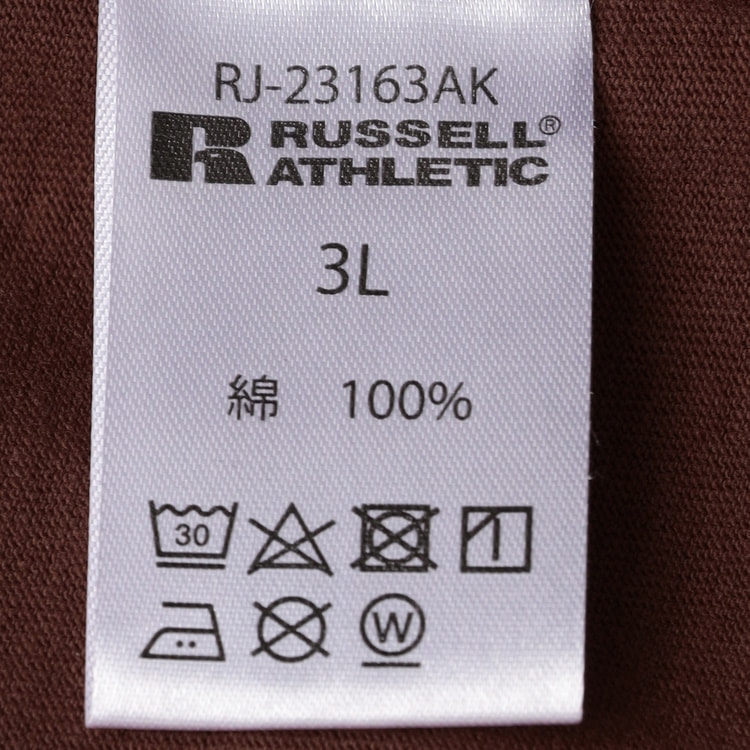 RJ-23163AK
RUSSELL®
ATHLETIC
3L
綿 100%
30
W